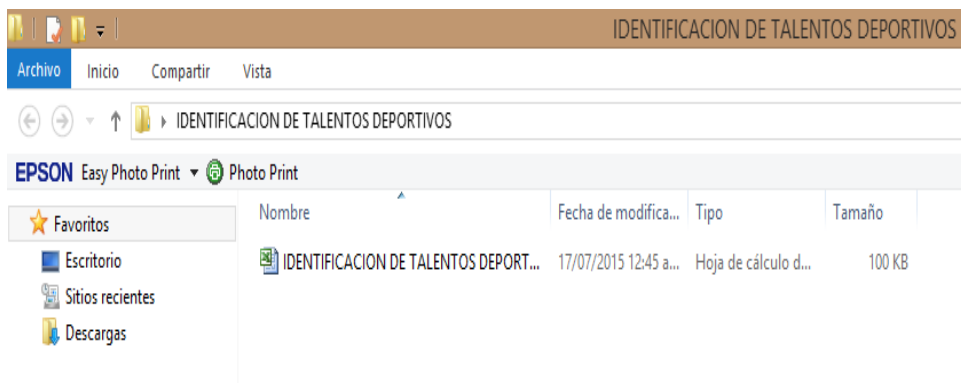 IDENTIFICACION DE TALENTOS DEPORTIVOS
Archivo Inicio Compartir Vista
IDENTIFICACION DE TALENTOS DEPORTIVOS
EPSON Easy Photo Print Photo Print
Favoritos
Escritorio
Sitios recientes
Descargas
Nombre Fecha de modifica... Tipo Tamaño
IDENTIFICACION DE TALENTOS DEPORT... 17/07/2015 12:45 a... Hoja de cálculo d... 100 KB